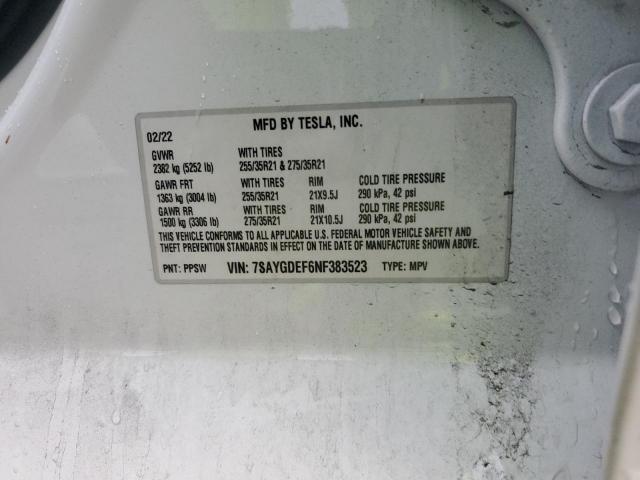 MFD BY TESLA, INC.
02/22
GVWR WITH TIRES
2382 kg (5252 lb) 255/35R21 & 275/35R21
GAWR FRT WITH TIRES RIM COLD TIRE PRESSURE
1363 kg (3004 lb) 255/35R21 21X9.5J 290 kPa, 42 psi
GAWR RR WITH TIRES RIM COLD TIRE PRESSURE
1500 kg (3306 lb) 275/35R21 21X10.5J 290 kPa, 42 psi
THIS VEHICLE CONFORMS TO ALL APPLICABLE U.S. FEDERAL MOTOR VEHICLE SAFETY AND
THEFT PREVENTION STANDARDS IN EFFECT ON THE DATE OF MANUFACTURE SHOWN ABOVE.
PNT: PPSW VIN: 7SAYGDEF6NF383523 TYPE: MPV